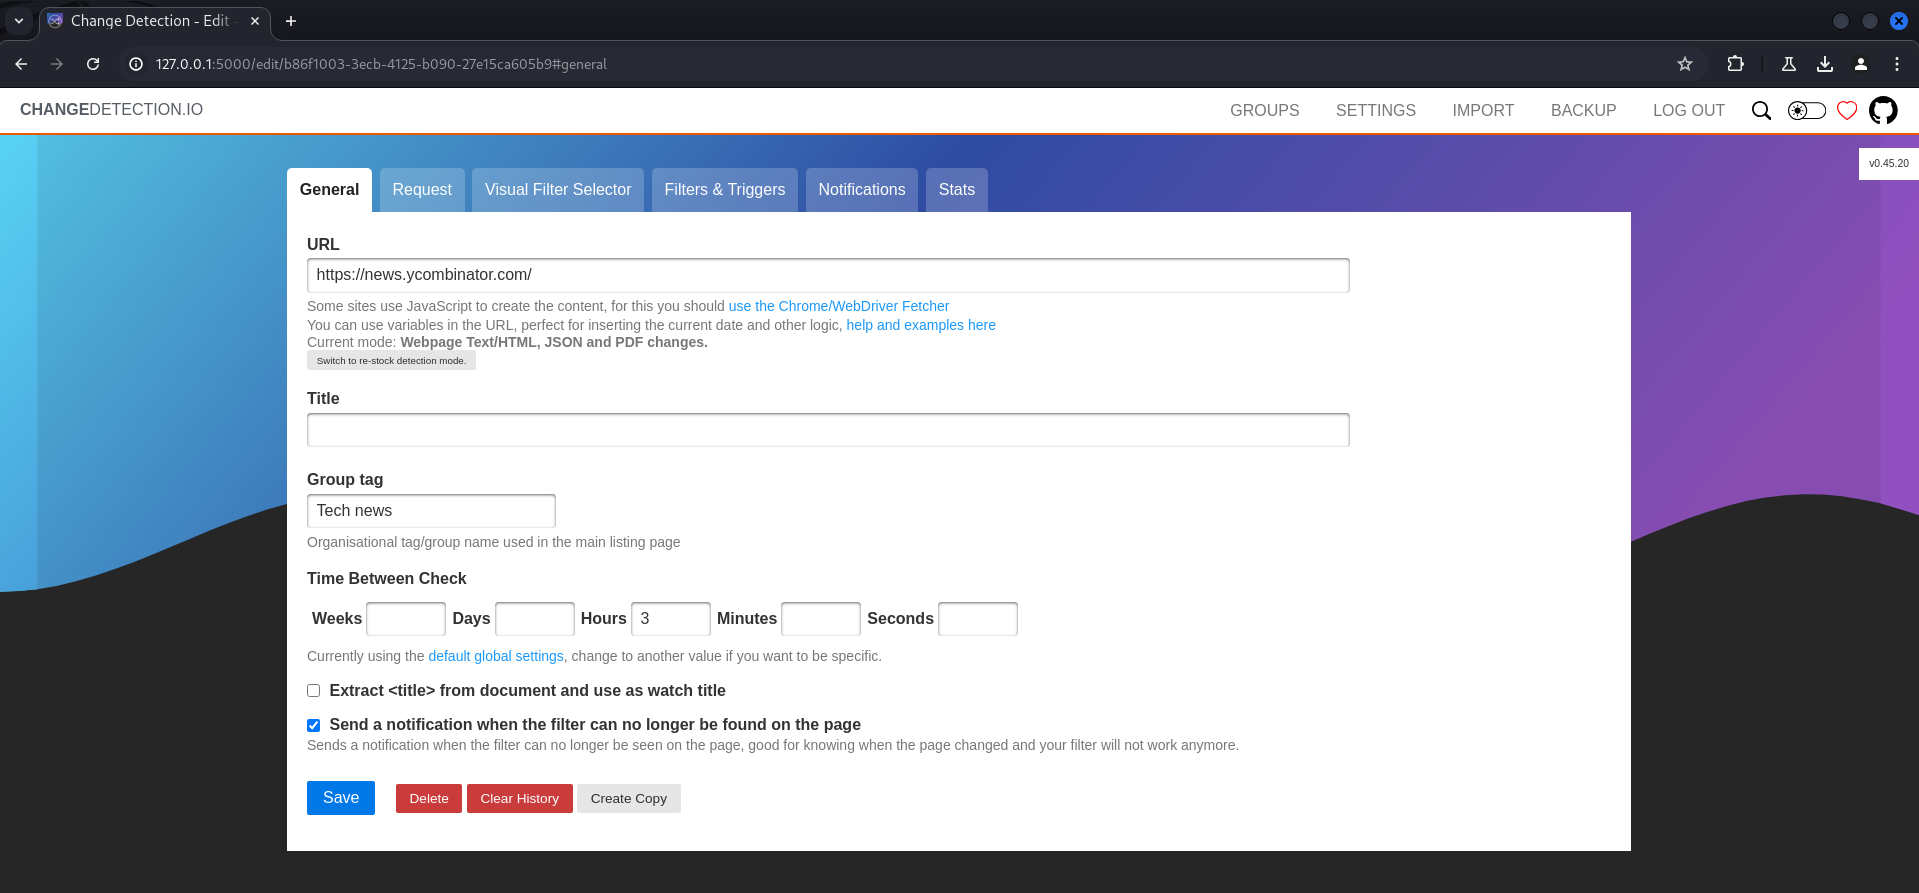 Change Detection - Edit -
127.0.0.1:5000/edit/b86f1003-3ecb-4125-b090-27e15ca605b9#general
CHANGEDETECTION.IO GROUPS SETTINGS IMPORT BACKUP LOG OUT
v0.45.20
General Request Visual Filter Selector Filters & Triggers Notifications Stats
URL
https://news.ycombinator.com/
Some sites use JavaScript to create the content, for this you should use the Chrome/WebDriver Fetcher
You can use variables in the URL, perfect for inserting the current date and other logic, help and examples here
Current mode: Webpage Text/HTML, JSON and PDF changes.
Switch to re-stock detection mode.
Title
Group tag
Tech news
Organisational tag/group name used in the main listing page
Time Between Check
Weeks Days Hours 3 Minutes Seconds
Currently using the default global settings, change to another value if you want to be specific.
Extract <title> from document and use as watch title
Send a notification when the filter can no longer be found on the page
Sends a notification when the filter can no longer be seen on the page, good for knowing when the page changed and your filter will not work anymore.
Save Delete Clear History Create Copy